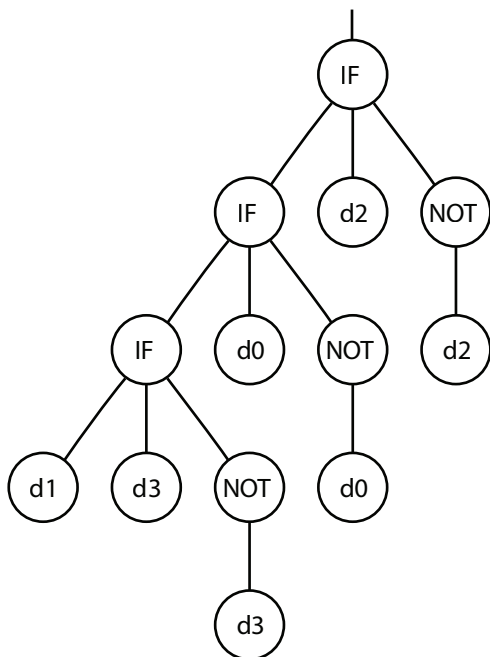 IF
IF d2 NOT
IF d0 NOT d2
d1 d3 NOT d0
d3